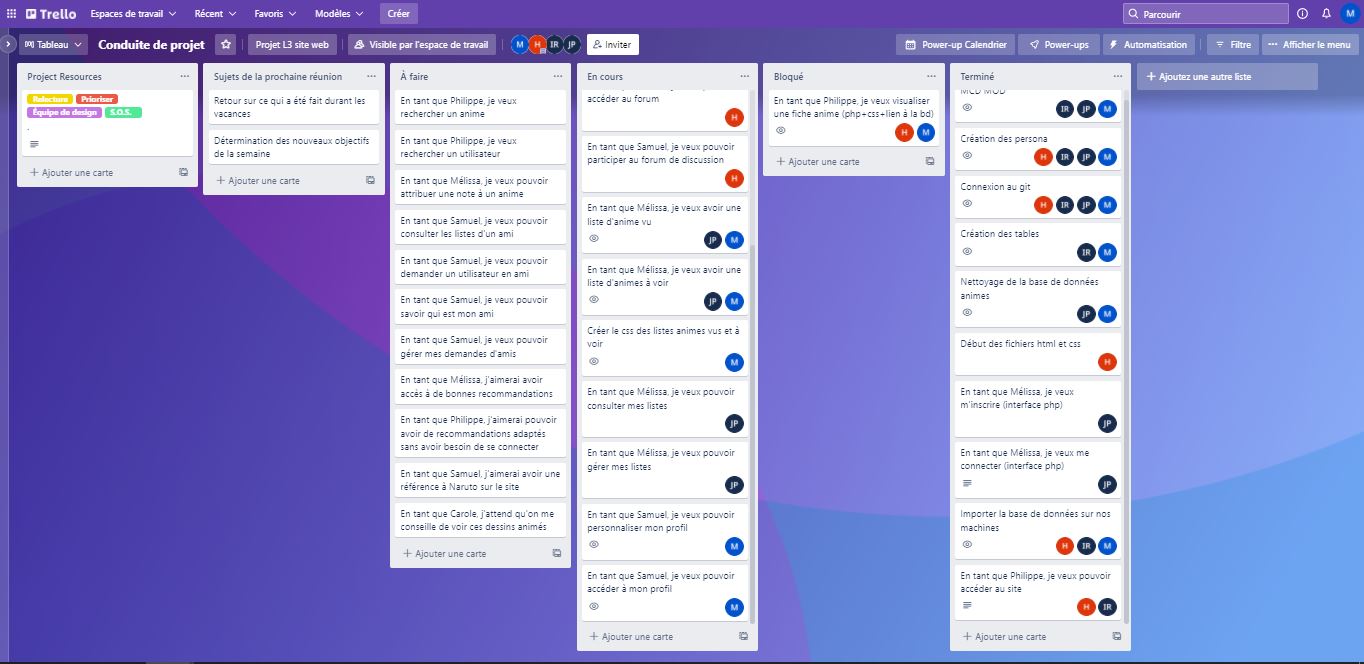 Trello
Espaces de travail
Récent
Favoris
Modèles
Créer
Parcourir
M
Tableau
Conduite de projet
Projet L3 site web
Visible par l'espace de travail
M
H
IR
JP
Inviter
Power-up Calendrier
Power-ups
Automatisation
Filtre
Afficher le menu
Project Resources
Relecture
Prioriser
Équipe de design
S.O.S.
.
+ Ajouter une carte
Sujets de la prochaine réunion
Retour sur ce qui a été fait durant les
vacances
Détermination des nouveaux objectifs
de la semaine
+ Ajouter une carte
À faire
En tant que Philippe, je veux
rechercher un anime
En tant que Philippe, je veux
rechercher un utilisateur
En tant que Mélissa, je veux pouvoir
attribuer une note à un anime
En tant que Samuel, je veux pouvoir
consulter les listes d'un ami
En tant que Samuel, je veux pouvoir
demander un utilisateur en ami
En tant que Samuel, je veux pouvoir
savoir qui est mon ami
En tant que Samuel, je veux pouvoir
gérer mes demandes d'amis
En tant que Mélissa, j'aimerai avoir
accès à de bonnes recommandations
En tant que Philippe, j'aimerai pouvoir
avoir de recommandations adaptés
sans avoir besoin de se connecter
En tant que Samuel, j'aimerai avoir une
référence à Naruto sur le site
En tant que Carole, j'attend qu'on me
conseille de voir ces dessins animés
+ Ajouter une carte
En cours
accéder au forum
H
En tant que Samuel, je veux pouvoir
participer au forum de discussion
H
En tant que Mélissa, je veux avoir une
liste d'anime vu
JP
M
En tant que Mélissa, je veux avoir une
liste d'animes à voir
JP
M
Créer le css des listes animes vus et à
voir
M
En tant que Mélissa, je veux pouvoir
consulter mes listes
JP
En tant que Mélissa, je veux pouvoir
gérer mes listes
JP
En tant que Samuel, je veux pouvoir
personnaliser mon profil
M
En tant que Samuel, je veux pouvoir
accéder à mon profil
M
+ Ajouter une carte
Bloqué
En tant que Philippe, je veux visualiser
une fiche anime (php+css+lien à la bd)
H
M
+ Ajouter une carte
Terminé
MCD MOD
IR
JP
M
Création des persona
H
IR
JP
M
Connexion au git
H
IR
JP
M
Création des tables
IR
M
Nettoyage de la base de données
animes
JP
M
Début des fichiers html et css
H
En tant que Mélissa, je veux
m'inscrire (interface php)
JP
En tant que Mélissa, je veux me
connecter (interface php)
JP
Importer la base de données sur nos
machines
H
IR
M
En tant que Philippe, je veux pouvoir
accéder au site
H
IR
+ Ajouter une carte
+ Ajoutez une autre liste